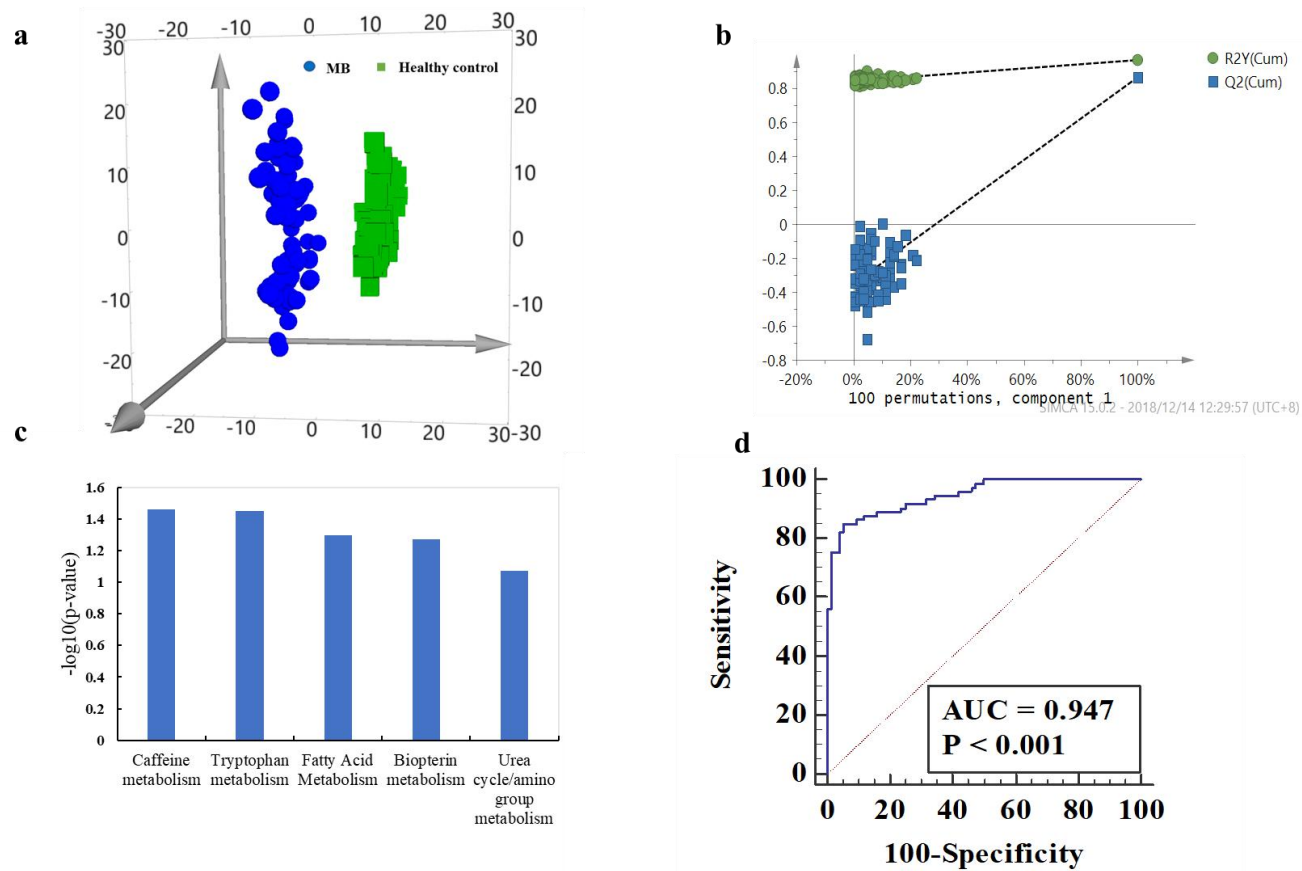 a
-30 -20 -10 0 10 20 30
30 30
MB Healthy control
20 20
10 10
0 0
-10 -10
-20 -20
-20 -10 0 10 20 30 -30
b
R2Y(Cum)
Q2(Cum)
0.8
0.6
0.4
0.2
0
-0.2
-0.4
-0.6
-0.8
-20% 0% 20% 40% 60% 80% 100%
100 permutations, component 1
SIMCA 15.0.2 - 2018/12/14 12:29:57 (UTC+8)
c
-log10(p-value)
1.6
1.4
1.2
1
0.8
0.6
0.4
0.2
0
Caffeine
metabolism
Tryptophan
metabolism
Fatty Acid
Metabolism
Biopterin
metabolism
Urea
cycle/amino
group
metabolism
d
Sensitivity
100
80
60
40
20
0
AUC = 0.947
P < 0.001
0 20 40 60 80 100
100-Specificity